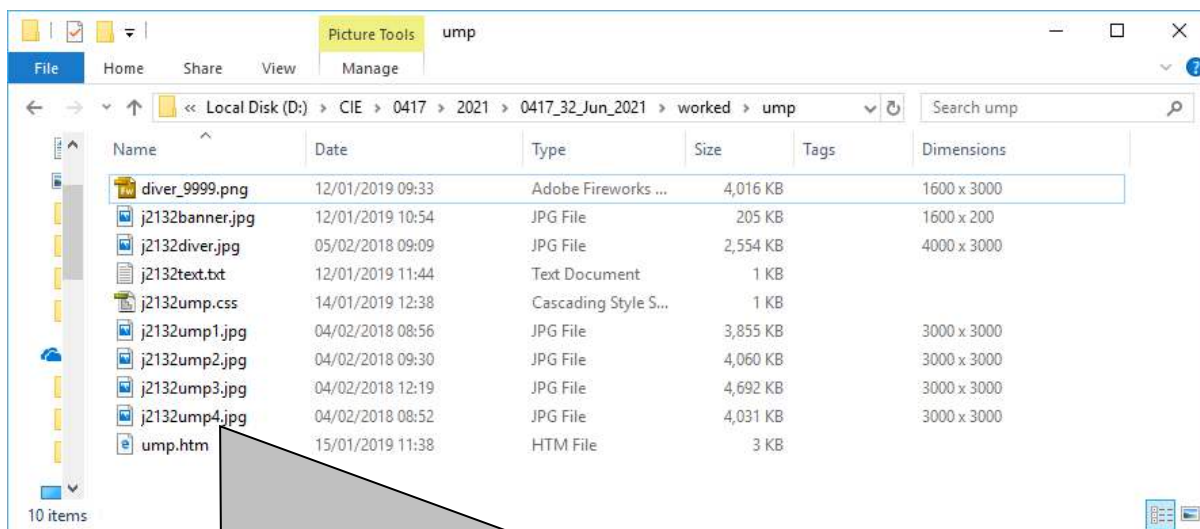 Picture Tools ump
File Home Share View Manage
« Local Disk (D:) > CIE > 0417 > 2021 > 0417_32_Jun_2021 > worked > ump Search ump
Name Date Type Size Tags Dimensions
diver_9999.png 12/01/2019 09:33 Adobe Fireworks ... 4,016 KB 1600 x 3000
j2132banner.jpg 12/01/2019 10:54 JPG File 205 KB 1600 x 200
j2132diver.jpg 05/02/2018 09:09 JPG File 2,554 KB 4000 x 3000
j2132text.txt 12/01/2019 11:44 Text Document 1 KB
j2132ump.css 14/01/2019 12:38 Cascading Style S... 1 KB
j2132ump1.jpg 04/02/2018 08:56 JPG File 3,855 KB 3000 x 3000
j2132ump2.jpg 04/02/2018 09:30 JPG File 4,060 KB 3000 x 3000
j2132ump3.jpg 04/02/2018 12:19 JPG File 4,692 KB 3000 x 3000
j2132ump4.jpg 04/02/2018 08:52 JPG File 4,031 KB 3000 x 3000
ump.htm 15/01/2019 11:38 HTM File 3 KB
10 items